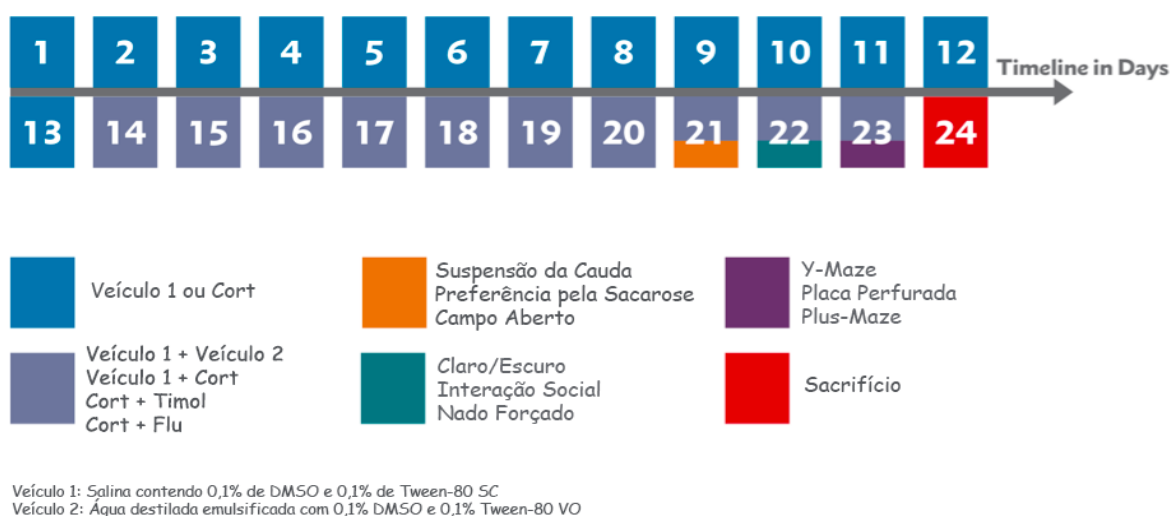 1 2 3 4 5 6 7 8 9 10 11 12
Timeline in Days
13 14 15 16 17 18 19 20 21 22 23 24
Veículo 1 ou Cort
Veículo 1 + Veículo 2
Veículo 1 + Cort
Cort + Timol
Cort + Flu
Suspensão da Cauda
Preferência pela Sacarose
Campo Aberto
Claro/Escuro
Interação Social
Nado Forçado
Y-Maze
Placa Perfurada
Plus-Maze
Sacrifício
Veículo 1: Salina contendo 0,1% de DMSO e 0,1% de Tween-80 SC
Veículo 2: Água destilada emulsificada com 0,1% DMSO e 0,1% Tween-80 VO